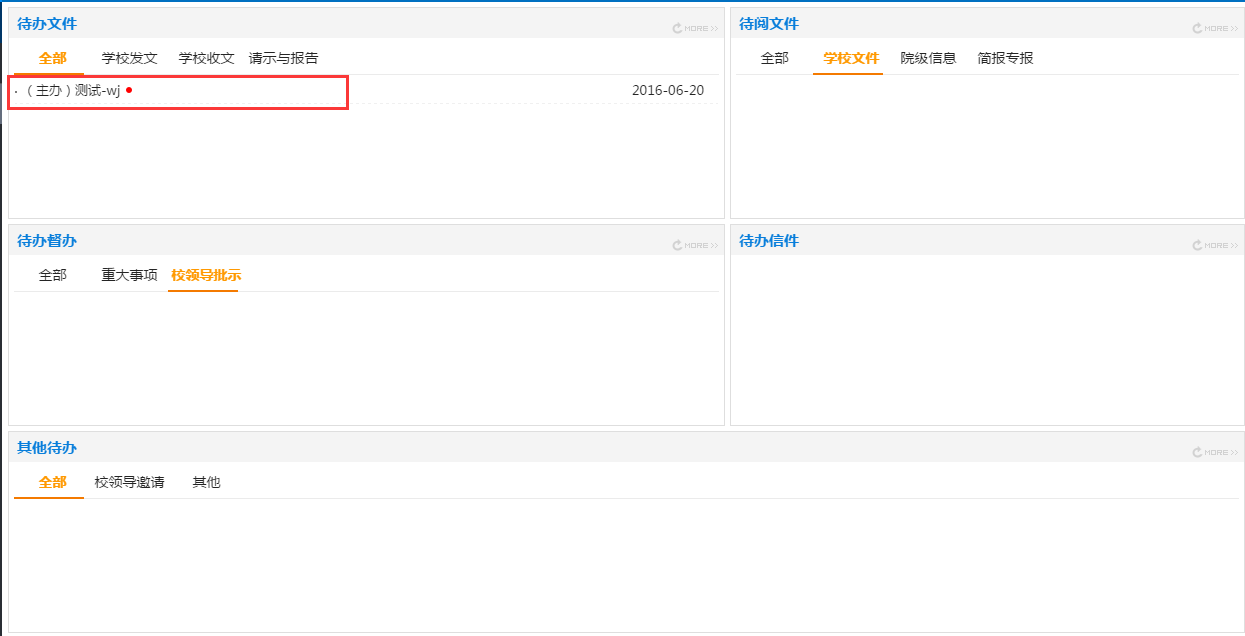 待办文件
MORE >>
全部 学校发文 学校收文 请示与报告
· （主办）测试-wj
2016-06-20
待阅文件
MORE >>
全部 学校文件 院级信息 简报专报
待办督办
MORE >>
全部 重大事项 校领导批示
待办信件
MORE >>
其他待办
MORE >>
全部 校领导邀请 其他